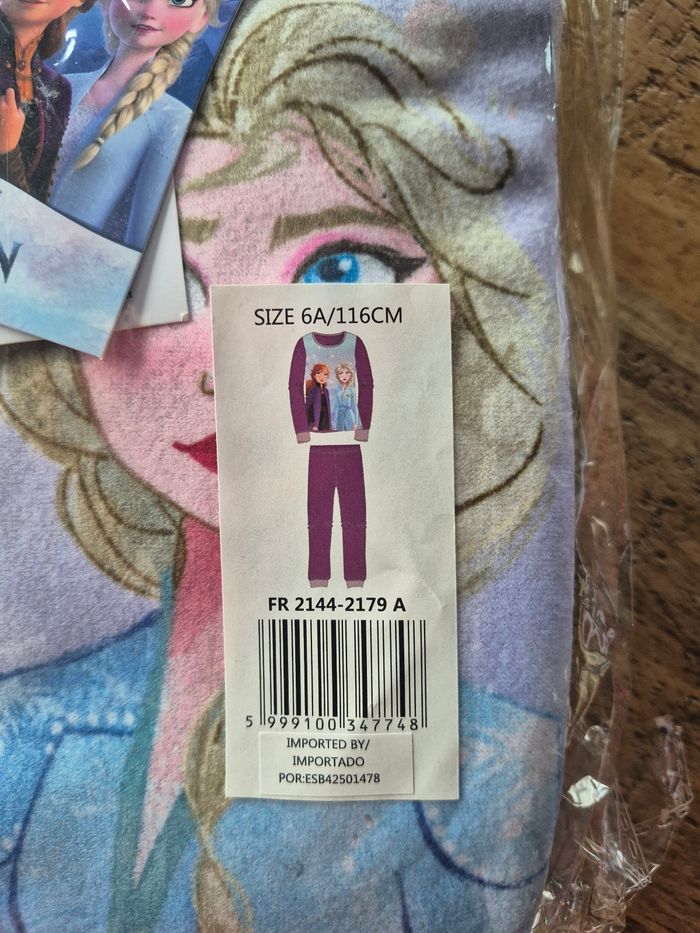 SIZE 6A/116CM
FR 2144-2179 A
5 999100 347748
IMPORTED BY/
IMPORTADO
POR:ESB42501478